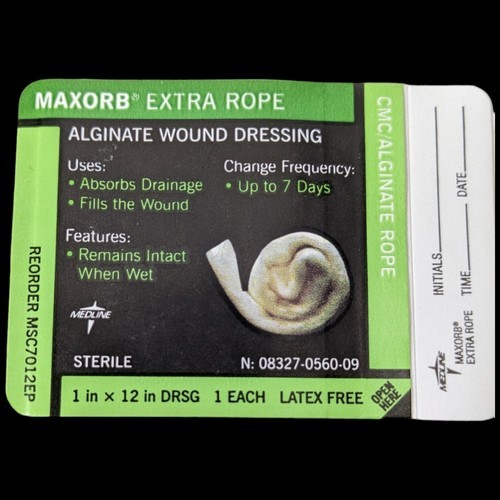 MAXORB® EXTRA ROPE
ALGINATE WOUND DRESSING
Uses:
• Absorbs Drainage
• Fills the Wound
Change Frequency:
• Up to 7 Days
Features:
• Remains Intact
When Wet
MEDLINE
STERILE
N: 08327-0560-09
1 in × 12 in DRSG 1 EACH LATEX FREE
OPEN
HERE
REORDER MSC7012EP
CMC/ALGINATE ROPE
INITIALS
TIME DATE
MEDLINE
MAXORB®
EXTRA ROPE